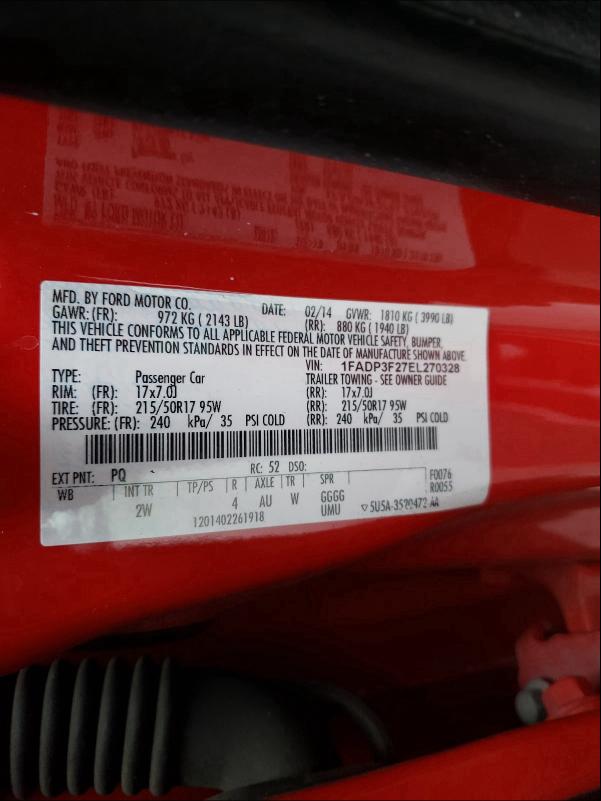 MFD. BY FORD MOTOR CO.
DATE: 02/14 GVWR: 1810 KG ( 3990 LB)
GAWR: (FR): 972 KG ( 2143 LB) (RR): 880 KG ( 1940 LB)
THIS VEHICLE CONFORMS TO ALL APPLICABLE FEDERAL MOTOR VEHICLE SAFETY, BUMPER,
AND THEFT PREVENTION STANDARDS IN EFFECT ON THE DATE OF MANUFACTURE SHOWN ABOVE.
VIN: 1FADP3F27EL270328
TYPE: Passenger Car TRAILER TOWING - SEE OWNER GUIDE
RIM: (FR): 17x7.0J (RR): 17x7.0J
TIRE: (FR): 215/50R17 95W (RR): 215/50R17 95W
PRESSURE: (FR): 240 kPa/ 35 PSI COLD (RR): 240 kPa/ 35 PSI COLD
EXT PNT: PQ RC: 52 DSO:
WB INT TR TP/PS R AXLE TR SPR F0076
2W 4 AU W GGGG R0055
UMU
1201402261918